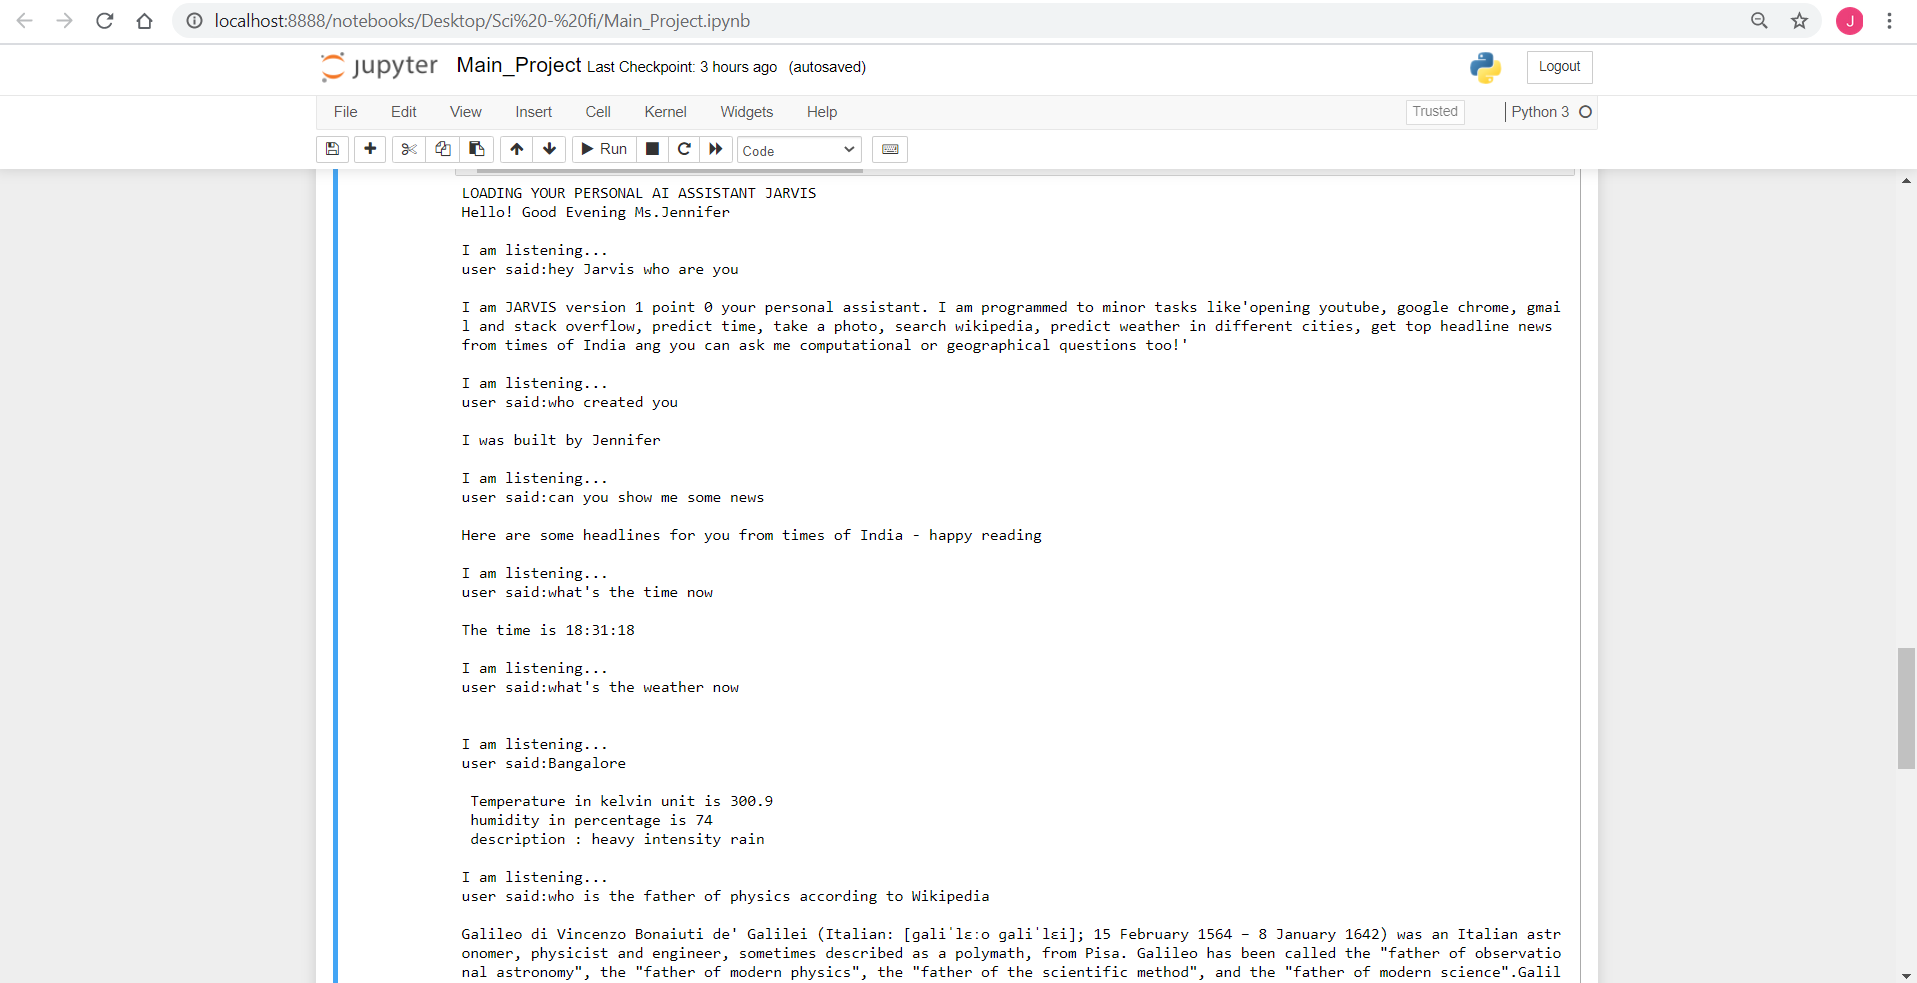 localhost:8888/notebooks/Desktop/Sci%20-%20fi/Main_Project.ipynb
J
jupyter Main_Project Last Checkpoint: 3 hours ago (autosaved)
Logout
File Edit View Insert Cell Kernel Widgets Help
Trusted
Python 3
Run
Code
LOADING YOUR PERSONAL AI ASSISTANT JARVIS
Hello! Good Evening Ms.Jennifer
I am listening...
user said:hey Jarvis who are you
I am JARVIS version 1 point 0 your personal assistant. I am programmed to minor tasks like'opening youtube, google chrome, gmai
l and stack overflow, predict time, take a photo, search wikipedia, predict weather in different cities, get top headline news
from times of India ang you can ask me computational or geographical questions too!'
I am listening...
user said:who created you
I was built by Jennifer
I am listening...
user said:can you show me some news
Here are some headlines for you from times of India - happy reading
I am listening...
user said:what's the time now
The time is 18:31:18
I am listening...
user said:what's the weather now
I am listening...
user said:Bangalore
Temperature in kelvin unit is 300.9
humidity in percentage is 74
description : heavy intensity rain
I am listening...
user said:who is the father of physics according to Wikipedia
Galileo di Vincenzo Bonaiuti de' Galilei (Italian: [ɡaliˈlɛːo ɡaliˈlɛi]; 15 February 1564 – 8 January 1642) was an Italian astr
onomer, physicist and engineer, sometimes described as a polymath, from Pisa. Galileo has been called the "father of observatio
nal astronomy", the "father of modern physics", the "father of the scientific method", and the "father of modern science".Galil